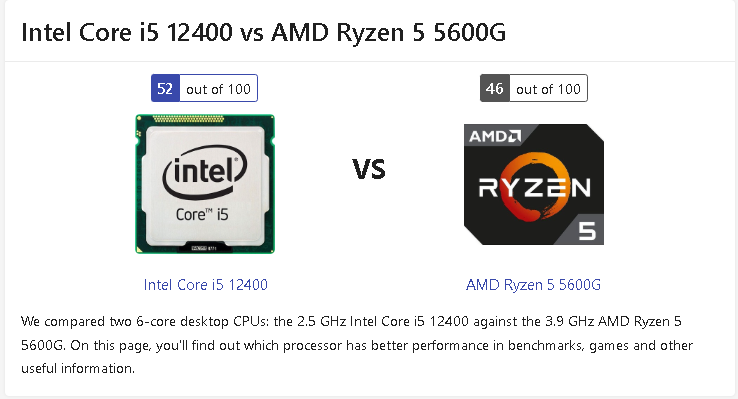 Intel Core i5 12400 vs AMD Ryzen 5 5600G
52 out of 100
46 out of 100
intel
Core™ i5
VS
AMD
RYZEN
5
Intel Core i5 12400
AMD Ryzen 5 5600G
We compared two 6-core desktop CPUs: the 2.5 GHz Intel Core i5 12400 against the 3.9 GHz AMD Ryzen 5
5600G. On this page, you'll find out which processor has better performance in benchmarks, games and other
useful information.